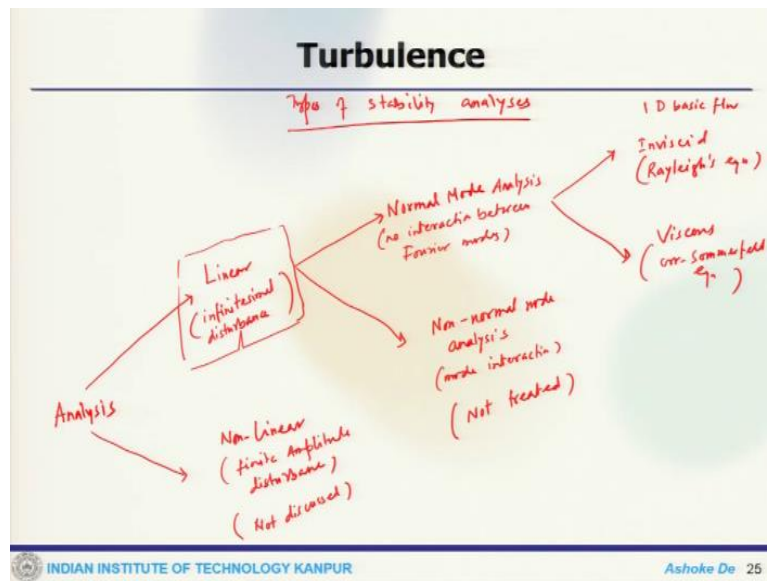 Turbulence
Types of stability analyses
1 D basic flow
Inviscid
(Rayleigh's eqn)
Normal Mode Analysis
(no interactin between
Fourier modes)
Viscous
(orr-Sommerfeld
eqn)
Linear
(infinitesimal
disturbance)
Non-normal mode
analysis
(mode interactin)
(Not treated)
Analysis
Non-Linear
(finite Amplitude
disturbance)
(Not discussed)
INDIAN INSTITUTE OF TECHNOLOGY KANPUR
Ashoke De 25